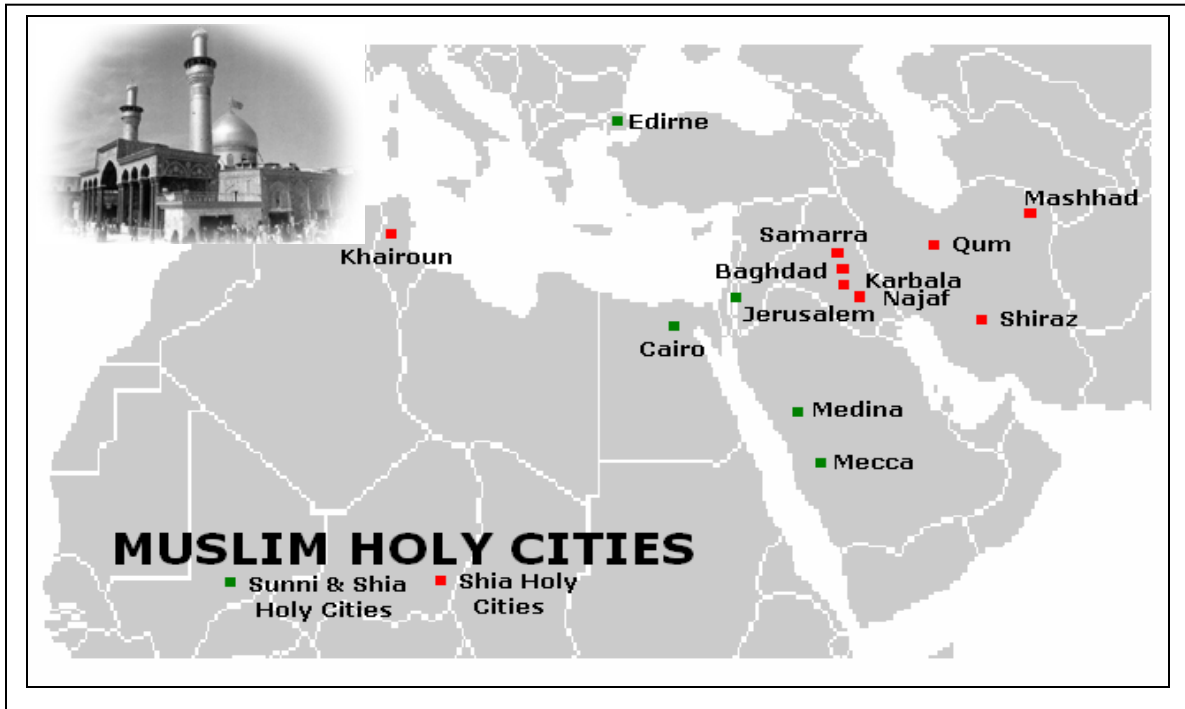 Edirne
Mashhad
Samarra
Qum
Khairoun
Baghdad
Karbala
Najaf
Jerusalem
Shiraz
Cairo
Medina
Mecca
MUSLIM HOLY CITIES
Sunni & Shia
Holy Cities
Shia Holy
Cities